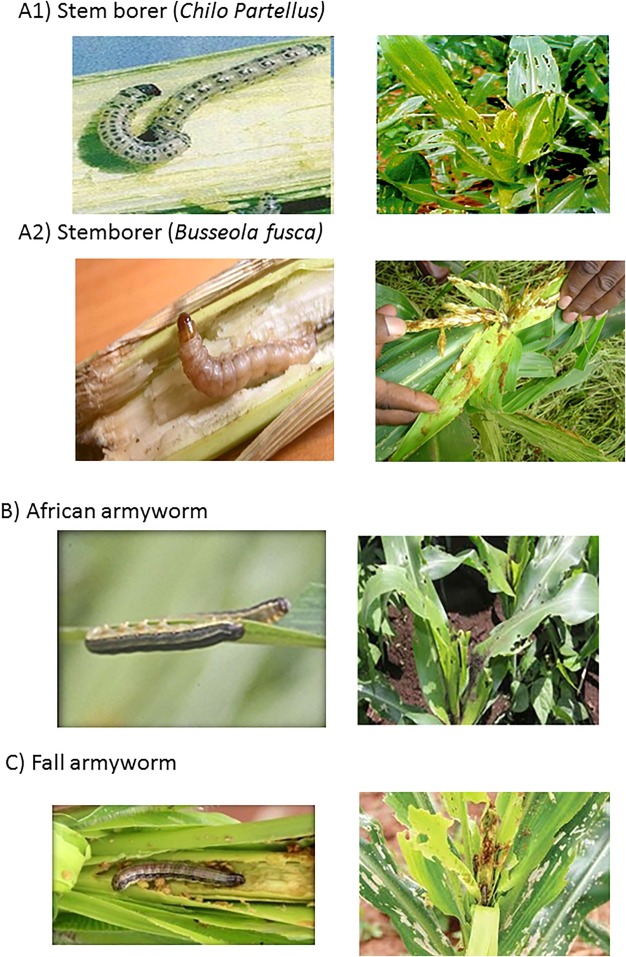 A1) Stem borer (Chilo Partellus)
A2) Stemborer (Busseola fusca)
B) African armyworm
C) Fall armyworm